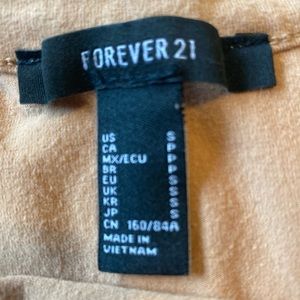 FOREVER 21
US S
CA P
MX/ECU P
BR P
EU S
UK S
KR S
JP S
CN 160/84A
MADE IN
VIETNAM